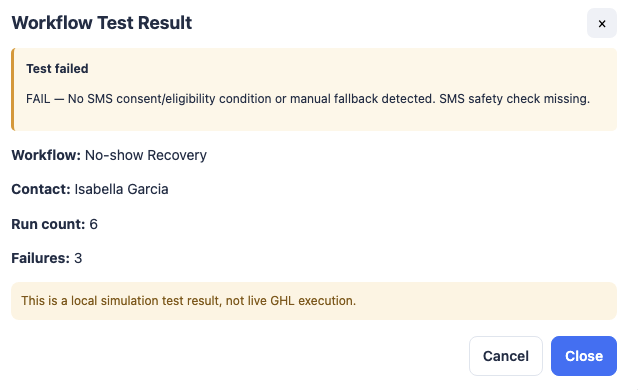 Workflow Test Result
×
Test failed
FAIL — No SMS consent/eligibility condition or manual fallback detected. SMS safety check missing.
Workflow: No-show Recovery
Contact: Isabella Garcia
Run count: 6
Failures: 3
This is a local simulation test result, not live GHL execution.
Cancel
Close